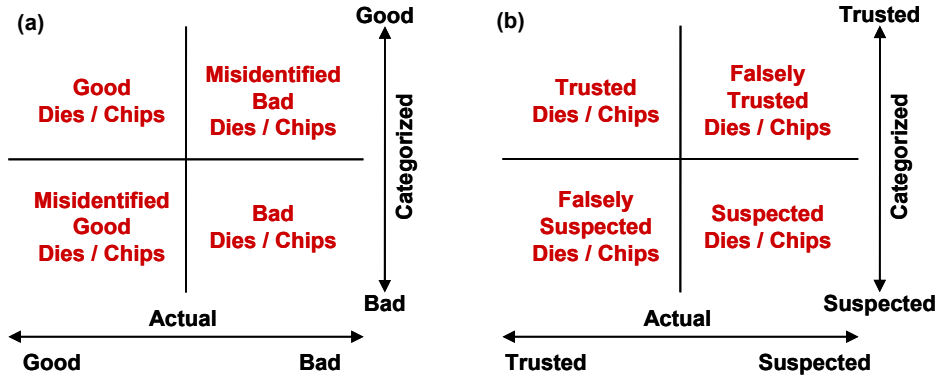 (a)
Good
Good
Dies / Chips
Misidentified
Bad
Dies / Chips
Misidentified
Good
Dies / Chips
Bad
Dies / Chips
Categorized
Bad
Actual
Good
Bad
(b)
Trusted
Trusted
Dies / Chips
Falsely
Trusted
Dies / Chips
Falsely
Suspected
Dies / Chips
Suspected
Dies / Chips
Categorized
Suspected
Actual
Trusted
Suspected